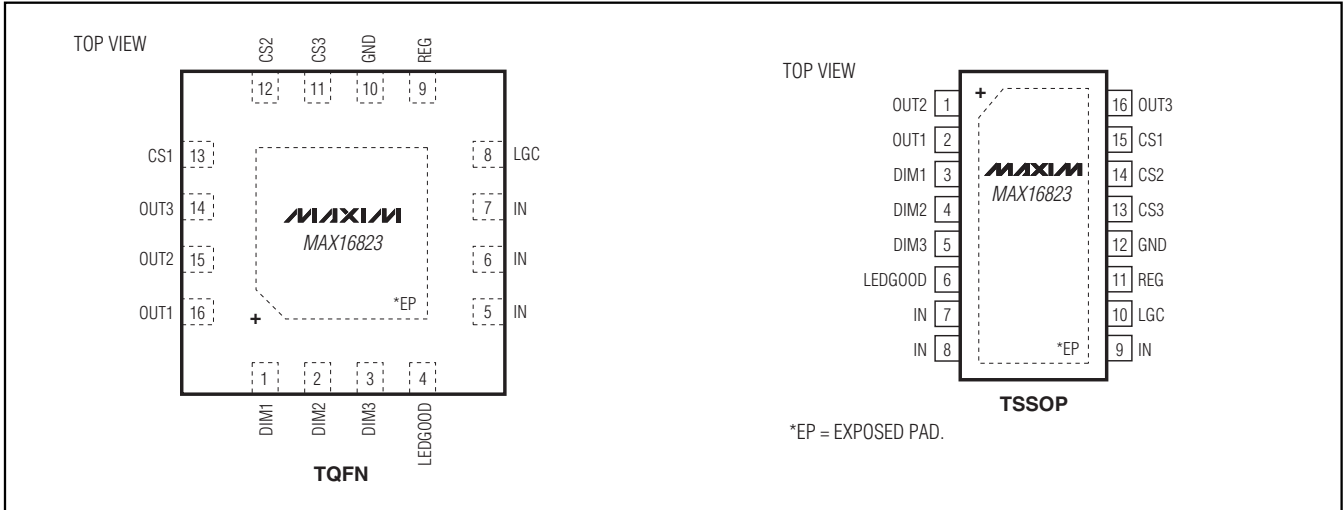 TOP VIEW
CS2
CS3
GND
REG
12
11
10
9
CS1 13
8 LGC
OUT3 14
7 IN
OUT2 15
6 IN
OUT1 16
5 IN
MAXIM
MAX16823
*EP
+
1
2
3
4
DIM1
DIM2
DIM3
LEDGOOD
TQFN
TOP VIEW
+
OUT2 1
16 OUT3
OUT1 2
15 CS1
DIM1 3
14 CS2
DIM2 4
13 CS3
DIM3 5
12 GND
LEDGOOD 6
11 REG
IN 7
10 LGC
IN 8
9 IN
MAXIM
MAX16823
*EP
TSSOP
*EP = EXPOSED PAD.